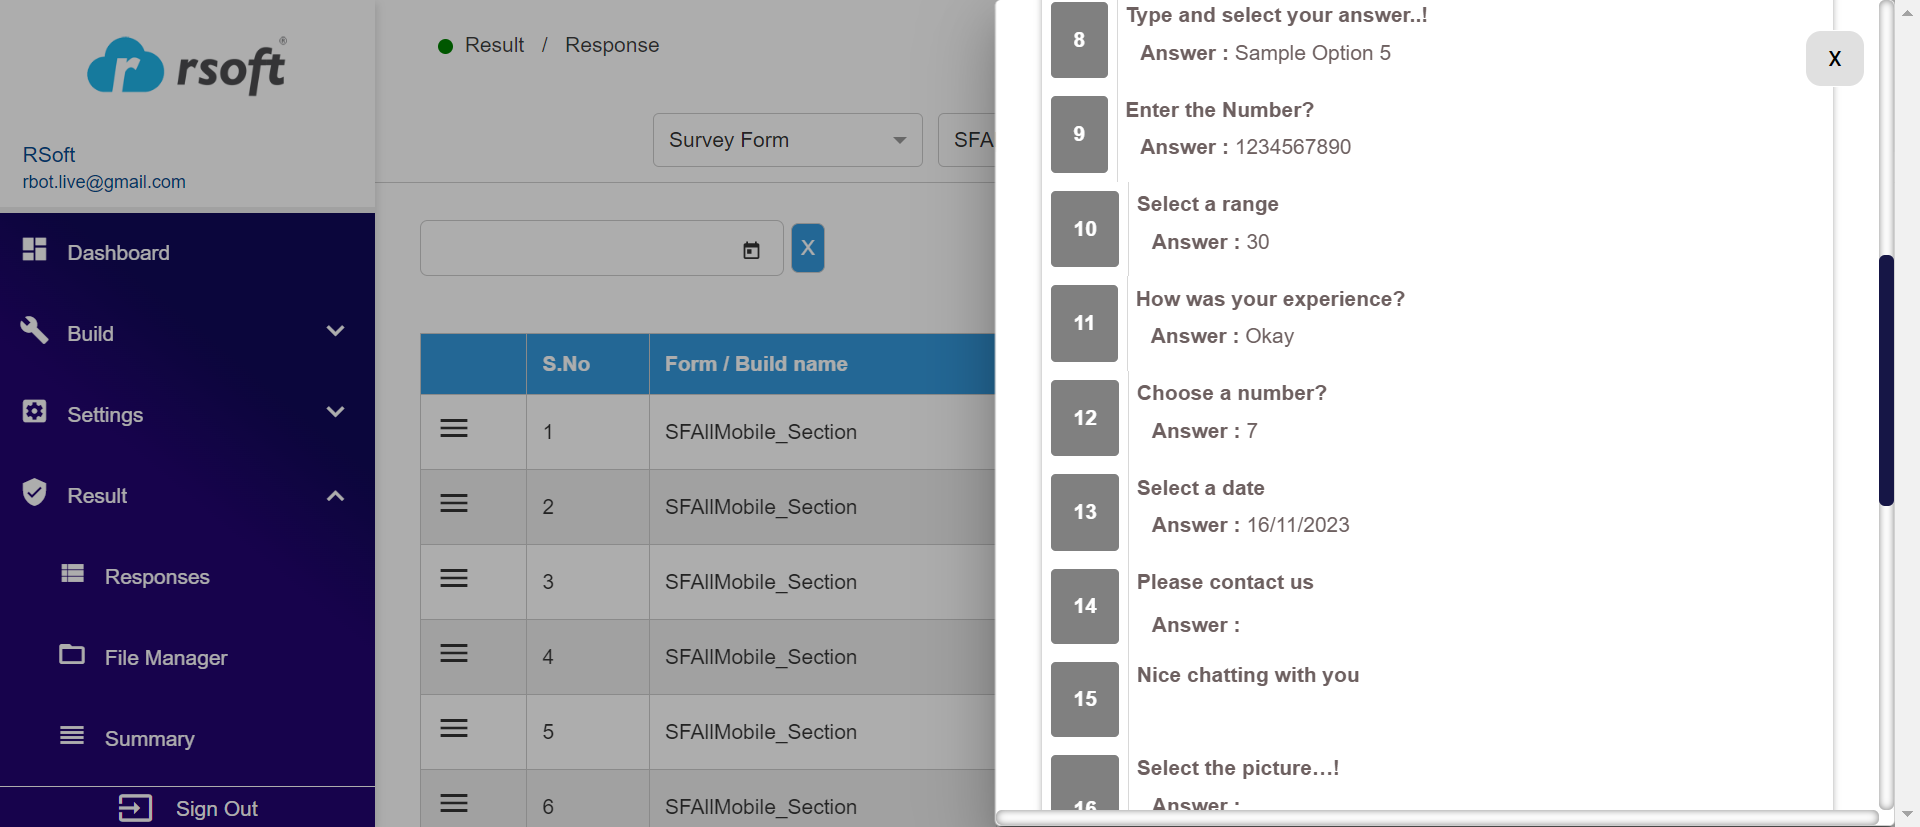 rsoft®
RSoft
rbot.live@gmail.com
Dashboard
Build
Settings
Result
Responses
File Manager
Summary
Sign Out
Result / Response
Survey Form
SFA
X
S.No Form / Build name
1 SFAllMobile_Section
2 SFAllMobile_Section
3 SFAllMobile_Section
4 SFAllMobile_Section
5 SFAllMobile_Section
6 SFAllMobile_Section
X
8 Type and select your answer..!
Answer : Sample Option 5
9 Enter the Number?
Answer : 1234567890
10 Select a range
Answer : 30
11 How was your experience?
Answer : Okay
12 Choose a number?
Answer : 7
13 Select a date
Answer : 16/11/2023
14 Please contact us
Answer :
15 Nice chatting with you
16 Select the picture...!
Answer :